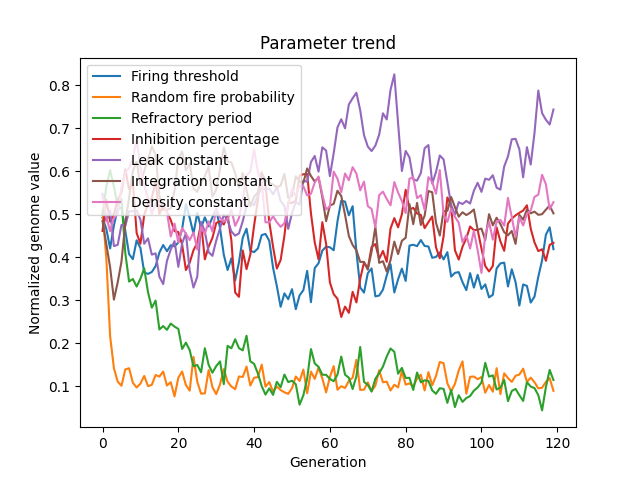 Parameter trend
Firing threshold
Random fire probability
Refractory period
Inhibition percentage
Leak constant
Integration constant
Density constant
Normalized genome value
0.8
0.7
0.6
0.5
0.4
0.3
0.2
0.1
0 20 40 60 80 100 120
Generation